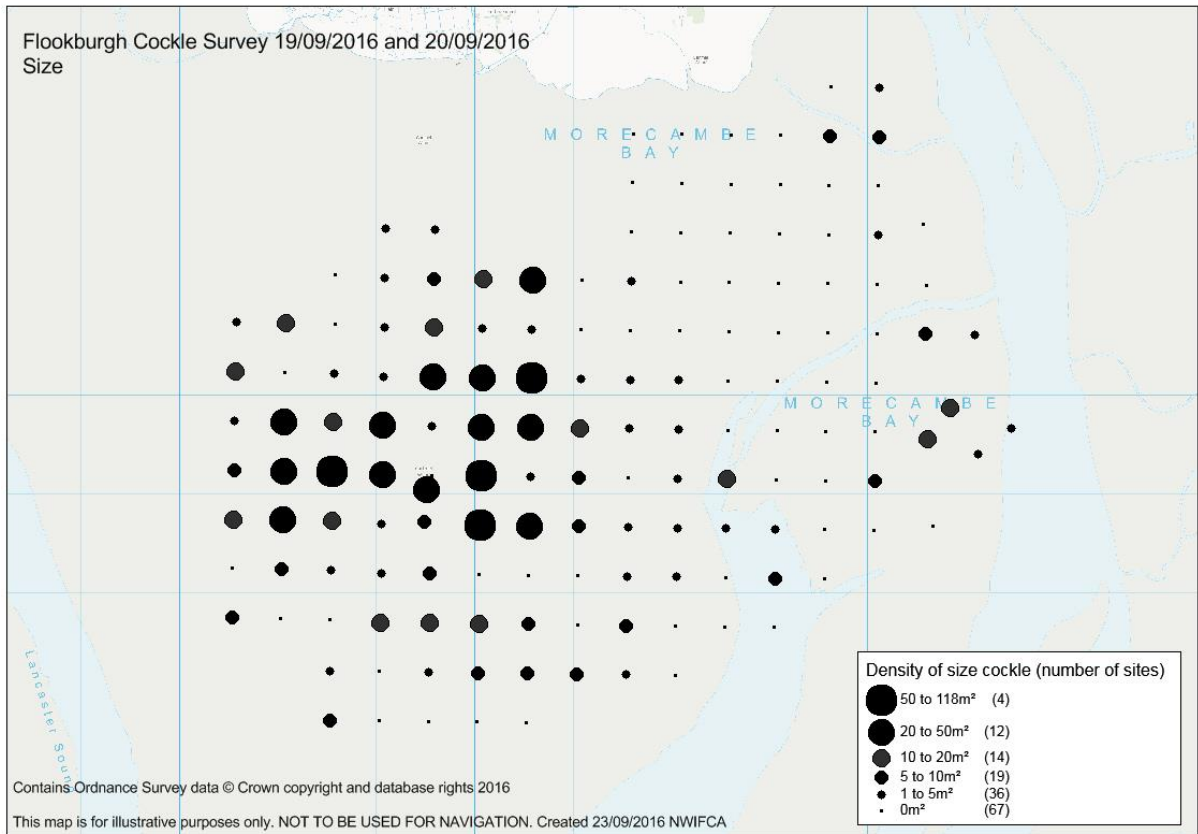 Flookburgh Cockle Survey 19/09/2016 and 20/09/2016
Size
MORECAMBE
BAY
MORECAMBE
BAY
Lancaster Sound
Density of size cockle (number of sites)
50 to 118m² (4)
20 to 50m² (12)
10 to 20m² (14)
5 to 10m² (19)
1 to 5m² (36)
0m² (67)
Contains Ordnance Survey data © Crown copyright and database rights 2016
This map is for illustrative purposes only. NOT TO BE USED FOR NAVIGATION. Created 23/09/2016 NWIFCA